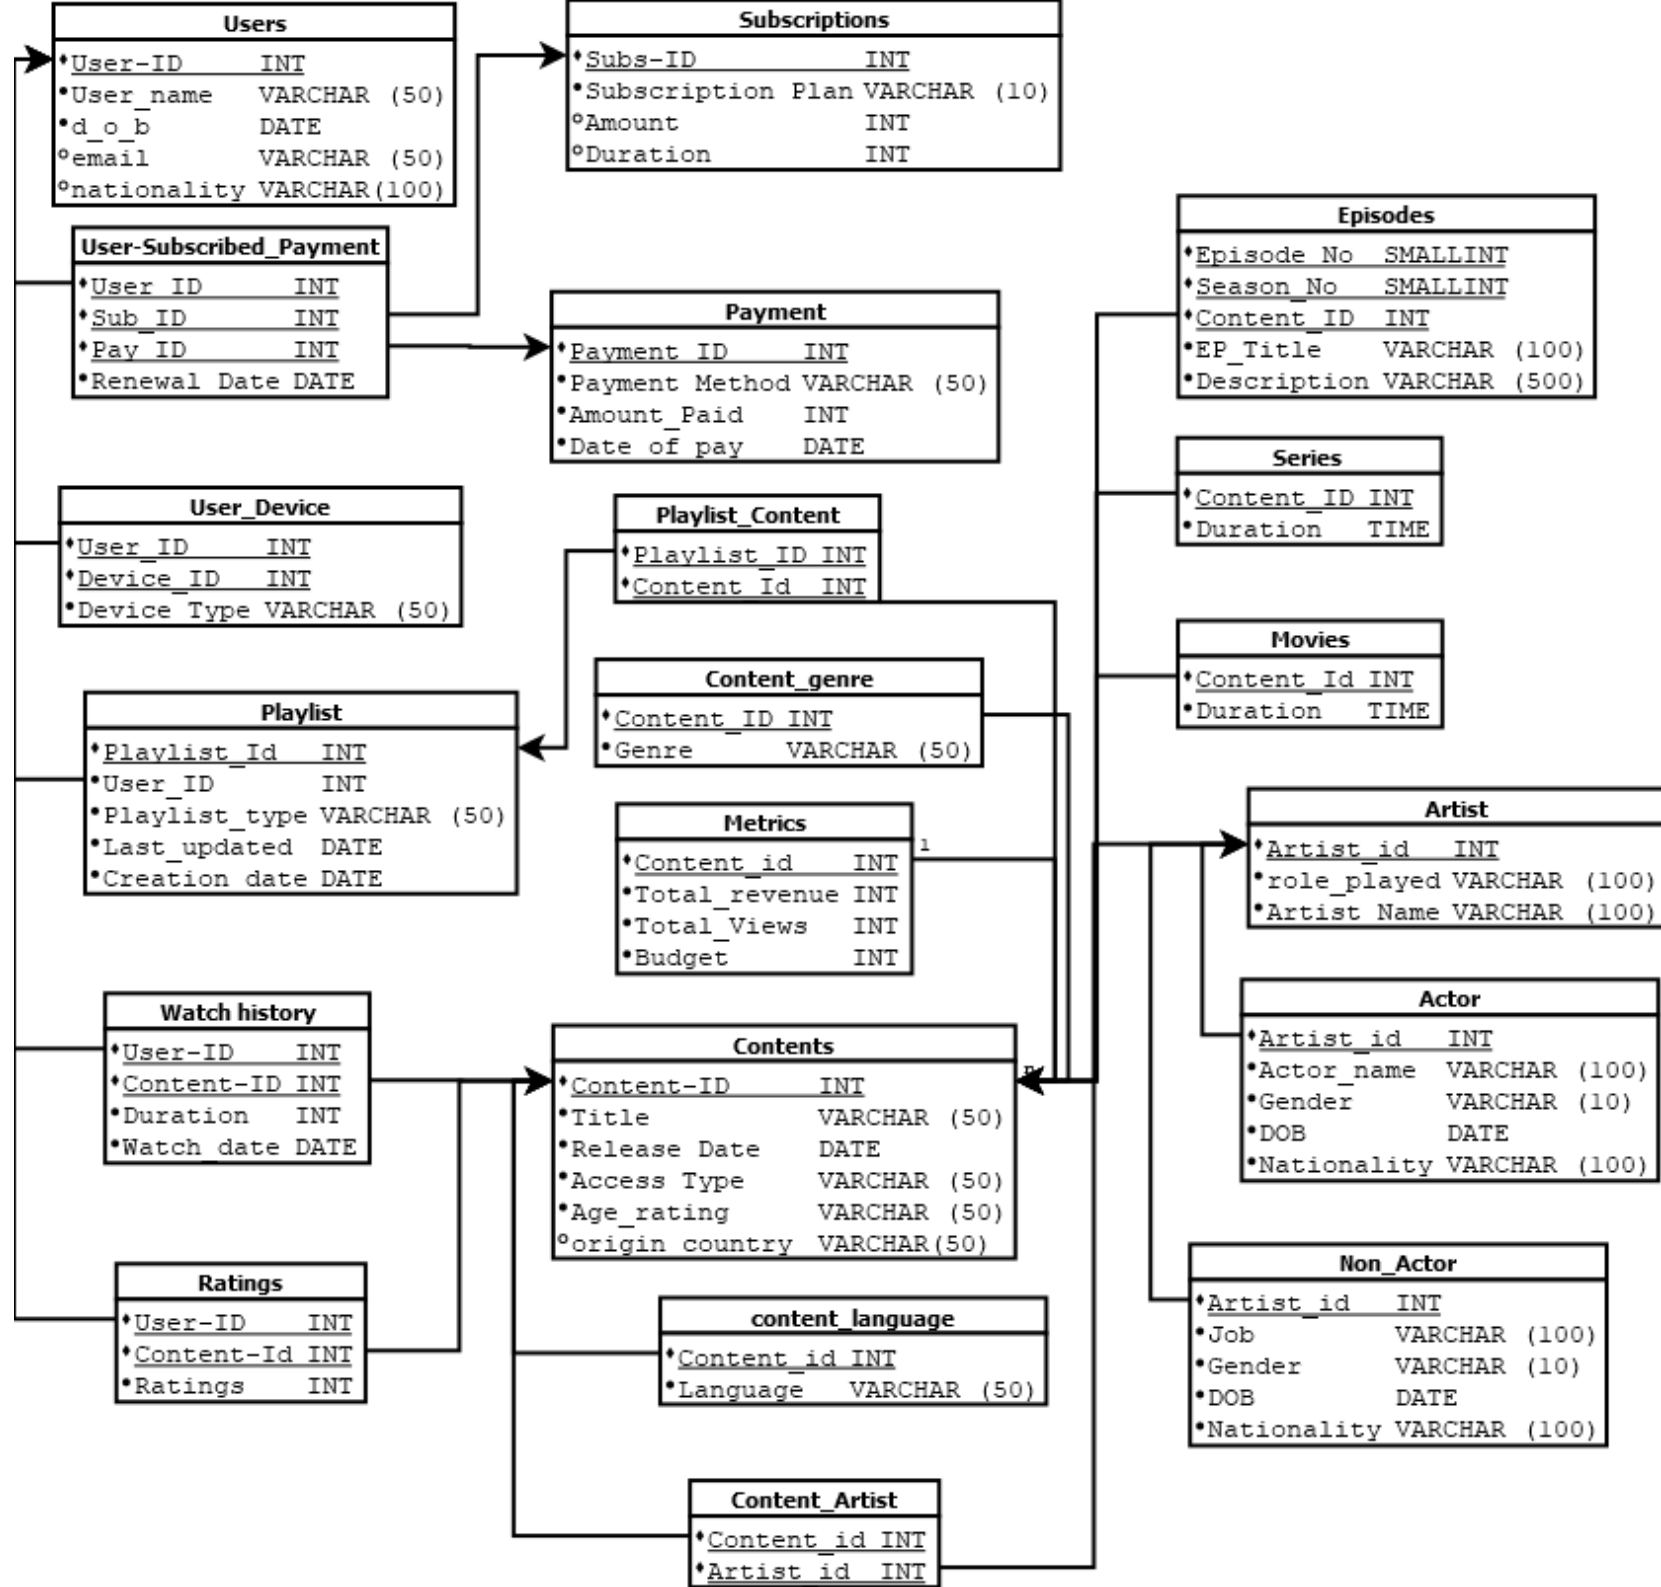 Users
User-ID INT
User_name VARCHAR (50)
d_o_b DATE
email VARCHAR (50)
nationality VARCHAR(100)
Subscriptions
Subs-ID INT
Subscription Plan VARCHAR (10)
Amount INT
Duration INT
User-Subscribed_Payment
User_ID INT
Sub_ID INT
Pay_ID INT
Renewal Date DATE
Payment
Payment_ID INT
Payment Method VARCHAR (50)
Amount_Paid INT
Date of pay DATE
Episodes
Episode_No SMALLINT
Season_No SMALLINT
Content_ID INT
EP_Title VARCHAR (100)
Description VARCHAR (500)
Series
Content_ID INT
Duration TIME
User_Device
User_ID INT
Device_ID INT
Device Type VARCHAR (50)
Playlist_Content
Playlist_ID INT
Content_Id INT
Movies
Content_Id INT
Duration TIME
Content_genre
Content_ID INT
Genre VARCHAR (50)
Playlist
Playlist_Id INT
User_ID INT
Playlist_type VARCHAR (50)
Last_updated DATE
Creation date DATE
Metrics
Content_id INT
Total_revenue INT
Total_Views INT
Budget INT
1
Artist
Artist_id INT
role_played VARCHAR (100)
Artist Name VARCHAR (100)
Actor
Artist_id INT
Actor_name VARCHAR (100)
Gender VARCHAR (10)
DOB DATE
Nationality VARCHAR (100)
Watch history
User-ID INT
Content-ID INT
Duration INT
Watch_date DATE
Contents
Content-ID INT
Title VARCHAR (50)
Release Date DATE
Access Type VARCHAR (50)
Age_rating VARCHAR (50)
origin country VARCHAR(50)
Non_Actor
Artist_id INT
Job VARCHAR (100)
Gender VARCHAR (10)
DOB DATE
Nationality VARCHAR (100)
Ratings
User-ID INT
Content-Id INT
Ratings INT
content_language
Content_id INT
Language VARCHAR (50)
Content_Artist
Content_id INT
Artist_id INT